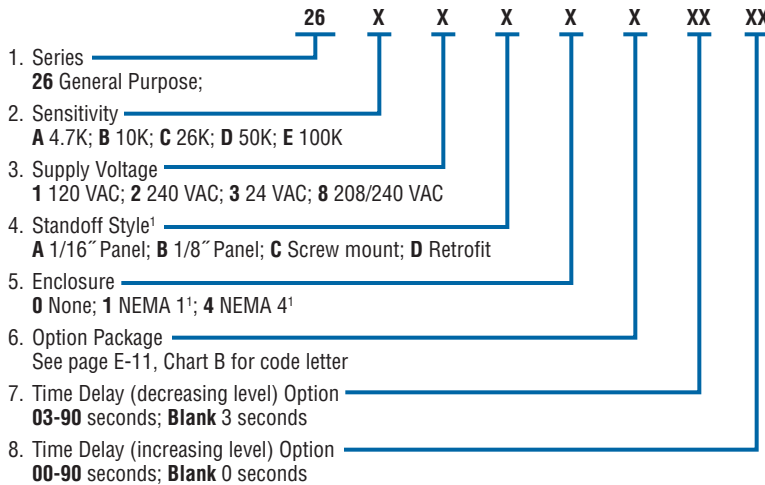 26 X X X X X XX XX
1. Series
26 General Purpose;
2. Sensitivity
A 4.7K; B 10K; C 26K; D 50K; E 100K
3. Supply Voltage
1 120 VAC; 2 240 VAC; 3 24 VAC; 8 208/240 VAC
4. Standoff Style¹
A 1/16˝ Panel; B 1/8˝ Panel; C Screw mount; D Retrofit
5. Enclosure
0 None; 1 NEMA 1¹; 4 NEMA 4¹
6. Option Package
See page E-11, Chart B for code letter
7. Time Delay (decreasing level) Option
03-90 seconds; Blank 3 seconds
8. Time Delay (increasing level) Option
00-90 seconds; Blank 0 seconds